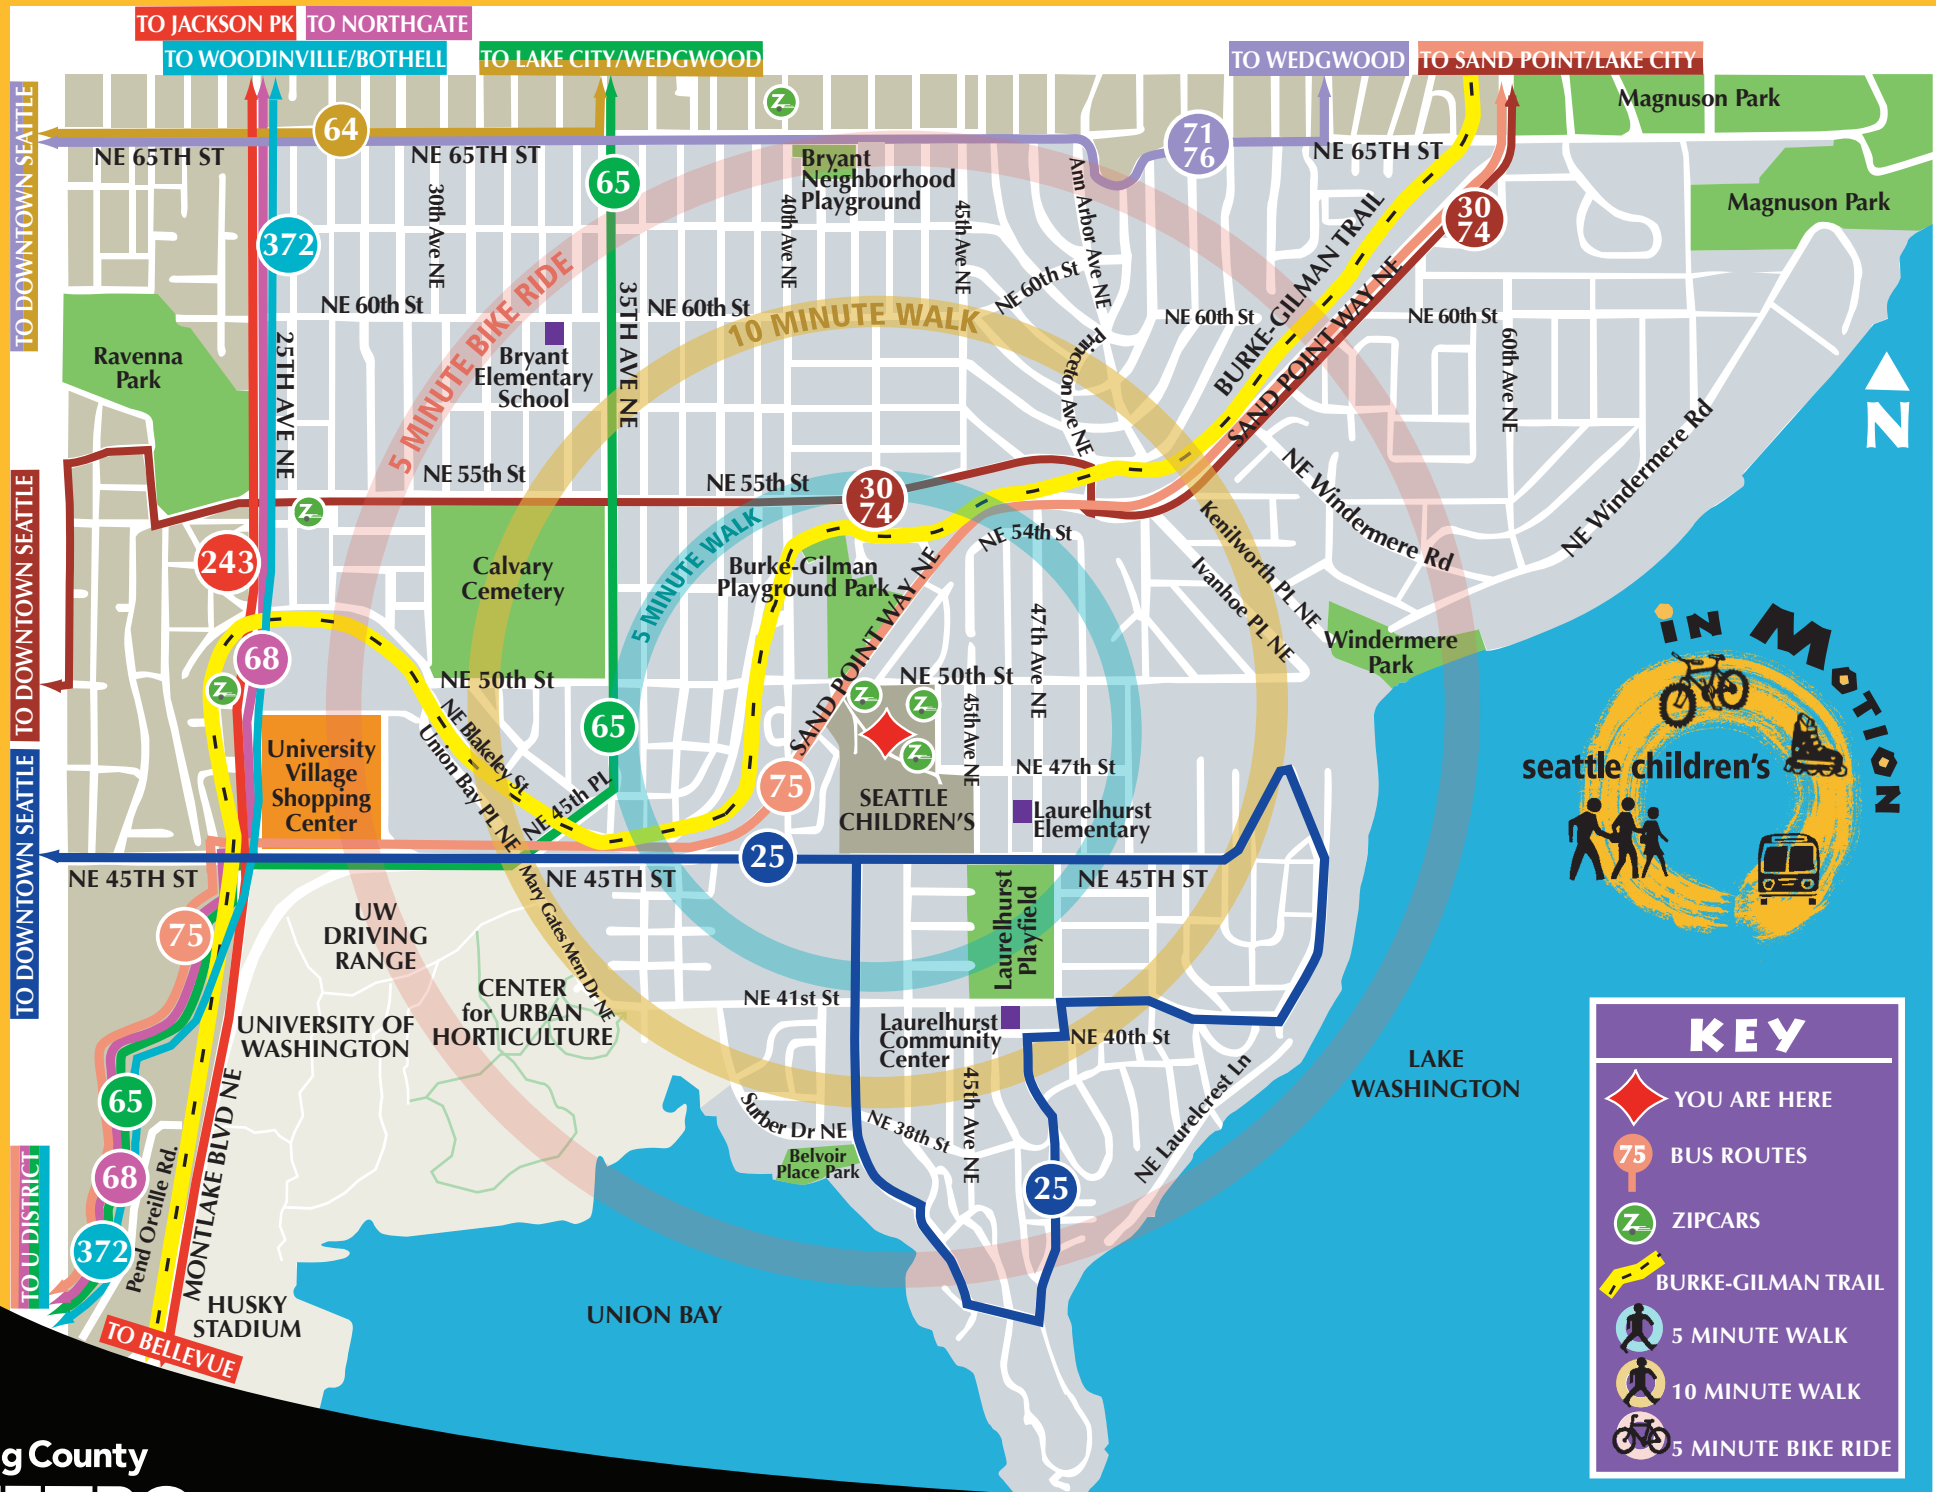 TO JACKSON PK
TO NORTHGATE
TO WOODINVILLE/BOTHELL
TO LAKE CITY/WEDGWOOD
TO WEDGWOOD
TO SAND POINT/LAKE CITY
Magnuson Park
TO DOWNTOWN SEATTLE
64
71
76
NE 65TH ST
NE 65TH ST
NE 65TH ST
Bryant
Neighborhood
Playground
65
30th Ave NE
40th Ave NE
45th Ave NE
Ann Arbor Ave NE
30
74
Magnuson Park
372
BURKE-GILMAN TRAIL
SAND POINT WAY NE
5 MINUTE BIKE RIDE
10 MINUTE WALK
NE 60th St
35TH AVE NE
NE 60th St
NE 60th St
NE 60th St
NE 60th St
60th Ave NE
Ravenna
Park
25TH AVE NE
Bryant
Elementary
School
Princeton Ave NE
N
NE Windermere Rd
NE Windermere Rd
NE 55th St
NE 55th St
30
74
TO DOWNTOWN SEATTLE
5 MINUTE WALK
NE 54th St
Kenilworth PL NE
Ivanhoe PL NE
243
Calvary
Cemetery
Burke-Gilman
Playground Park
SAND POINT WAY NE
47th Ave NE
Windermere
Park
68
NE 50th St
NE 50th St
in Motion
seattle children's
NE Blakeley St
Union Bay PL NE
65
45th Ave NE
University
Village
Shopping
Center
NE 45th PL
75
NE 47th St
SEATTLE
CHILDREN'S
Laurelhurst
Elementary
TO DOWNTOWN SEATTLE
25
NE 45TH ST
NE 45TH ST
NE 45TH ST
Mary Gates Mem Dr NE
Laurelhurst
Playfield
UW
DRIVING
RANGE
75
CENTER
for URBAN
HORTICULTURE
NE 41st St
UNIVERSITY OF
WASHINGTON
Laurelhurst
Community
Center
NE 40th St
LAKE
WASHINGTON
65
45th Ave NE
NE Laurelcrest Ln
Surber Dr NE
NE 38th St
Belvoir
Place Park
25
68
Pend Oreille Rd.
MONTLAKE BLVD NE
372
TO U DISTRICT
HUSKY
STADIUM
UNION BAY
TO BELLEVUE
KEY
YOU ARE HERE
75
BUS ROUTES
Z
ZIPCARS
BURKE-GILMAN TRAIL
5 MINUTE WALK
10 MINUTE WALK
5 MINUTE BIKE RIDE
g County